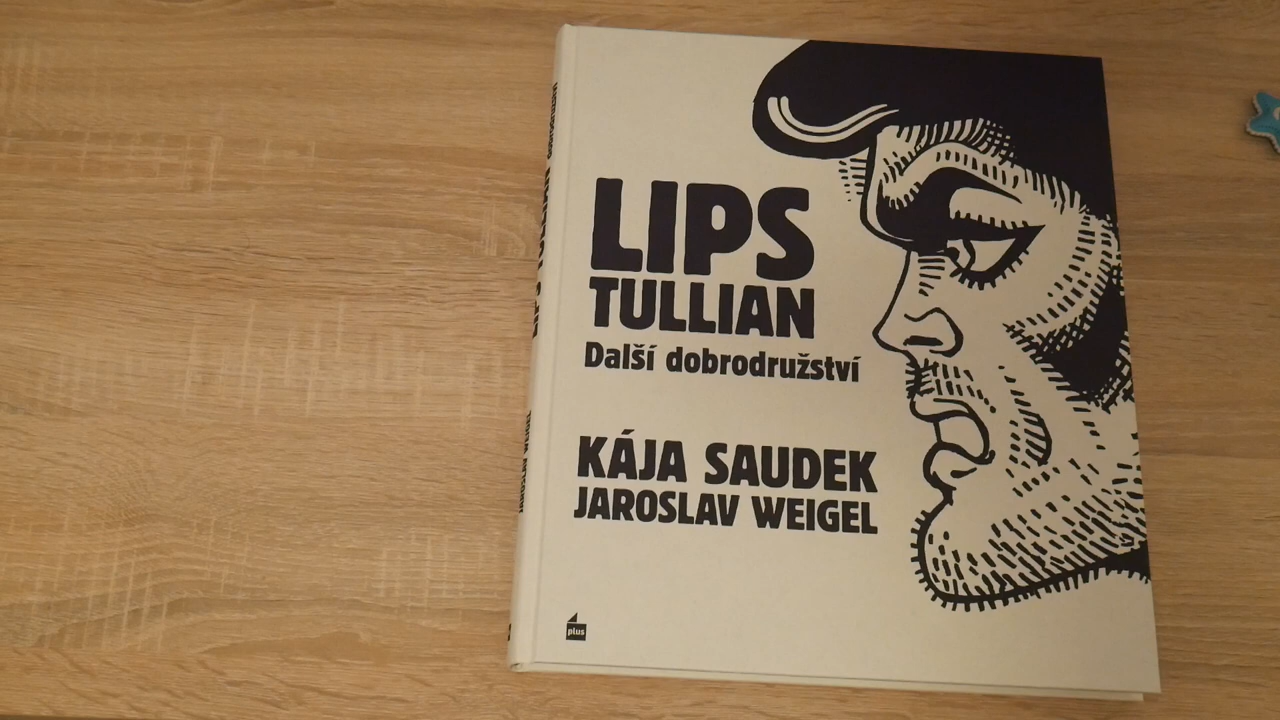 LIPS
TULLIAN
Další dobrodružství
KÁJA SAUDEK
JAROSLAV WEIGEL
plus